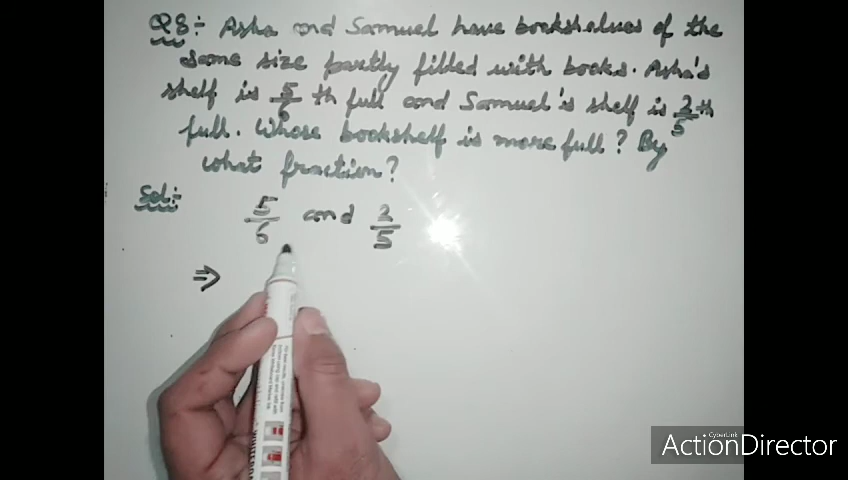 Q8:- Asha and Samuel have bookshelves of the
same size partly filled with books. Asha's
shelf is 5/6 th full and Samuel's shelf is 2/5 th
full. Whose bookshelf is more full? By
what fraction?
Sol:-
5/6 and 2/5
⇒
CyberLink
ActionDirector